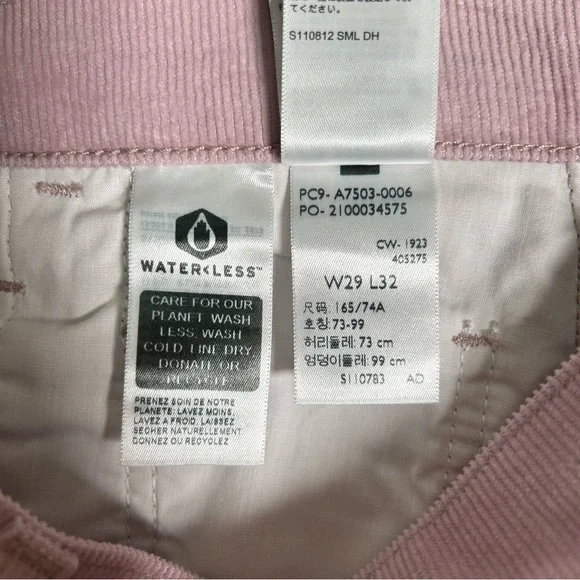 てください。
S110812 SML DH
WATER<LESS™
CARE FOR OUR
PLANET WASH
LESS, WASH
COLD, LINE DRY,
DONATE OR
RECYCLE
PRENEZ SOIN DE NOTRE
PLANETE: LAVEZ MOINS,
LAVEZ A FROID, LAISSEZ
SECHER NATURELLEMENT
DONNEZ OU RECYCLEZ
PC9- A7503-0006
PO- 2100034575
CW- 1923
405275
W29 L32
尺码: 165/74A
호칭: 73-99
허리둘레: 73 cm
엉덩이둘레: 99 cm
S110783 AD